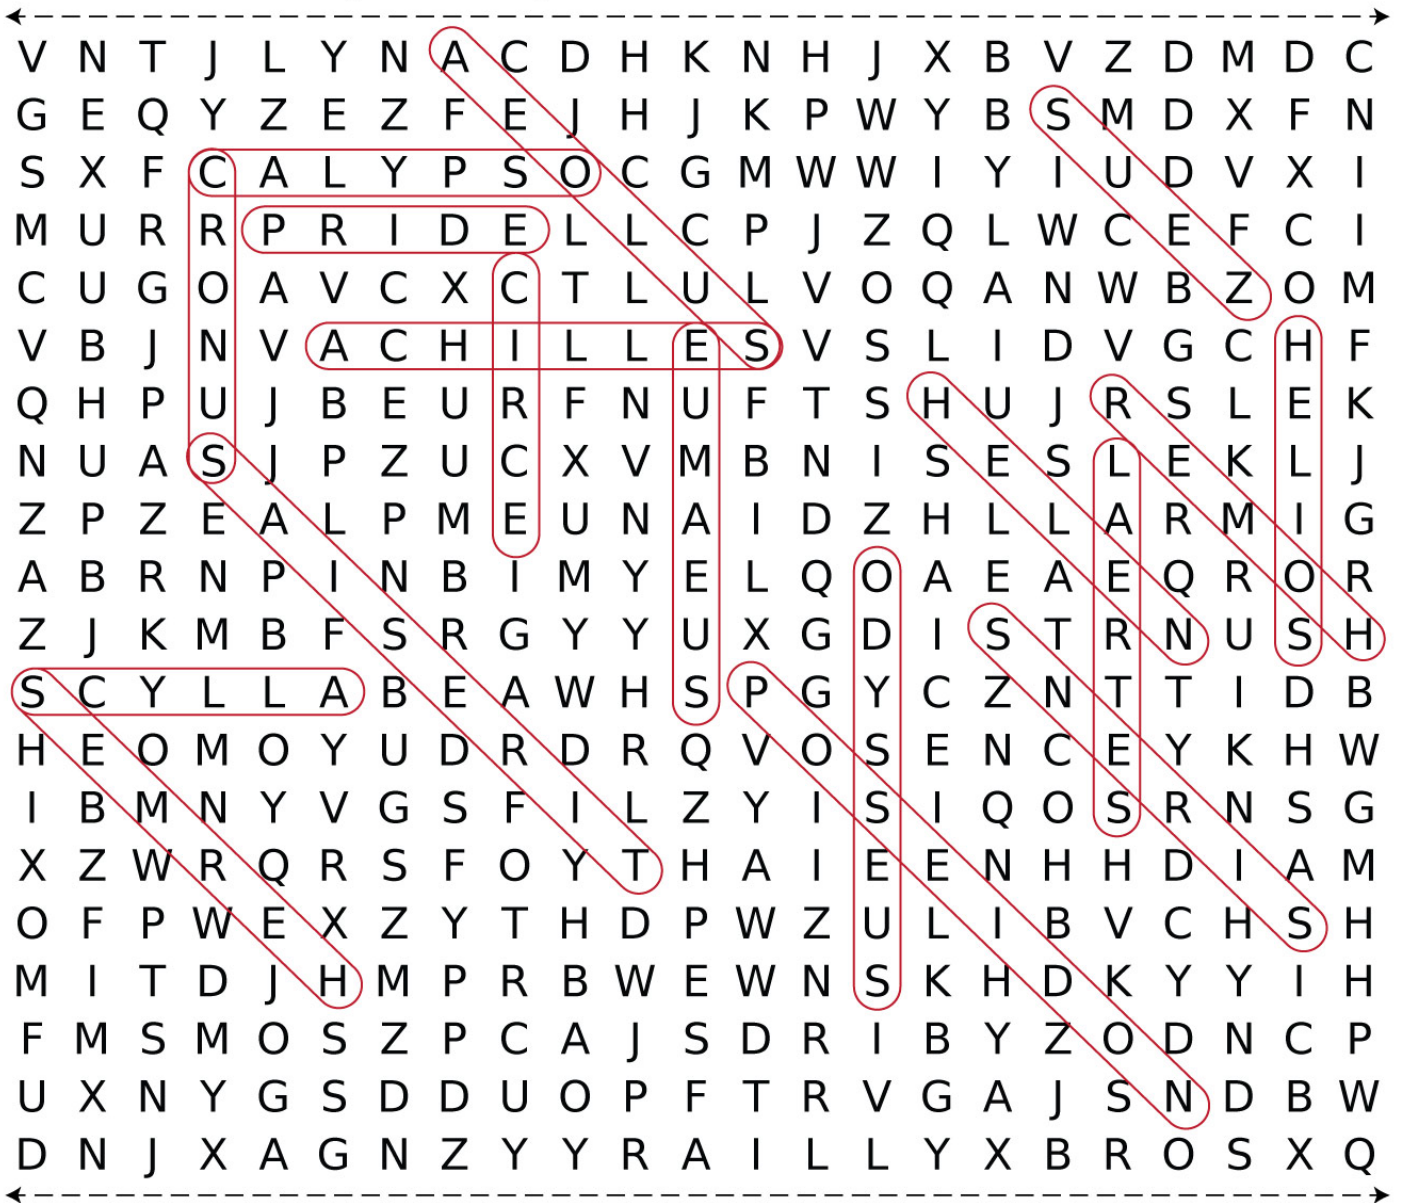 V N T J L Y N A C D H K N H J X B V Z D M D C
G E Q Y Z E Z F E J H J K P W Y B S M D X F N
S X F C A L Y P S O C G M W W I Y I U D V X I
M U R R P R I D E L L C P J Z Q L W C E F C I
C U G O A V C X C T L U L V O Q A N W B Z O M
V B J N V A C H I L L E S V S L I D V G C H F
Q H P U J B E U R F N U F T S H U J R S L E K
N U A S J P Z U C X V M B N I S E S L E K L J
Z P Z E A L P M E U N A I D Z H L L A R M I G
A B R N P I N B I M Y E L Q O A E A E Q R O R
Z J K M B F S R G Y Y U X G D I S T R N U S H
S C Y L L A B E A W H S P G Y C Z N T T I D B
H E O M O Y U D R D R Q V O S E N C E Y K H W
I B M N Y V G S F I L Z Y I S I Q O S R N S G
X Z W R Q R S F O Y T H A I E E N H H D I A M
O F P W E X Z Y T H D P W Z U L I B V C H S H
M I T D J H M P R B W E W N S K H D K Y Y I H
F M S M O S Z P C A J S D R I B Y Z O D N C P
U X N Y G S D D U O P F T R V G A J S N D B W
D N J X A G N Z Y Y R A I L L Y X B R O S X Q